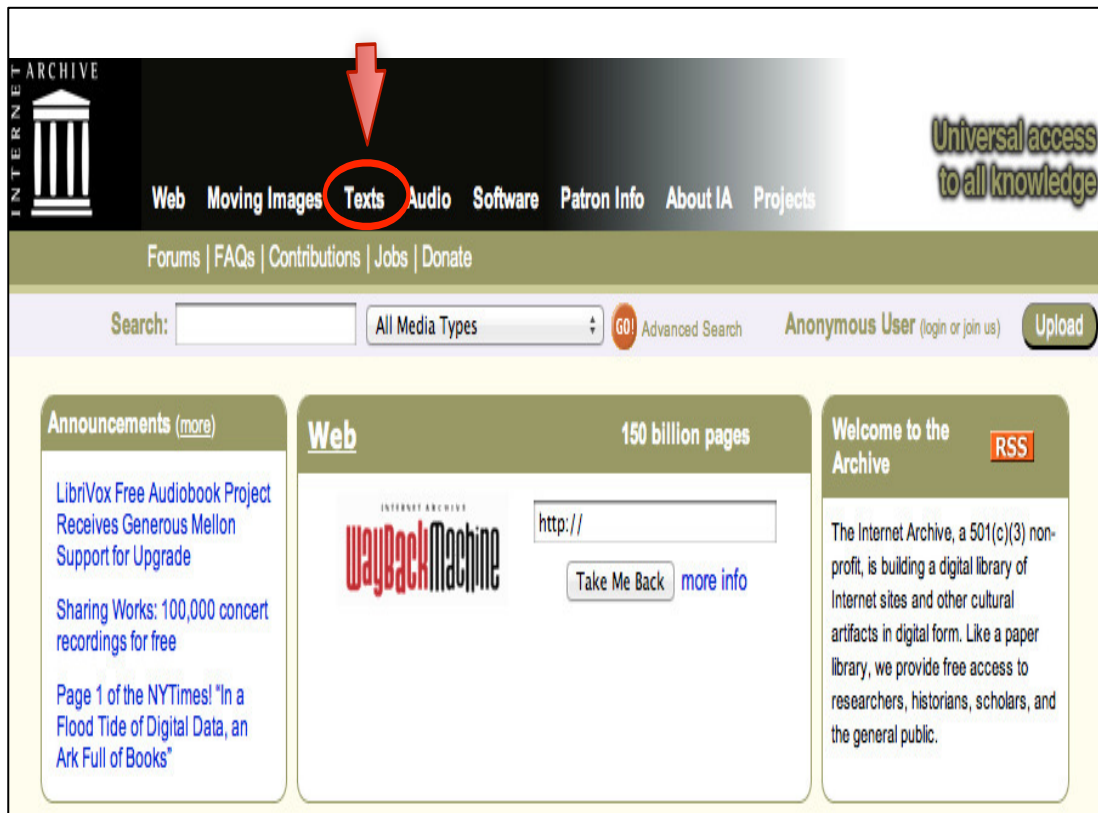 INTERNET ARCHIVE
Universal access
to all knowledge
Web Moving Images Texts Audio Software Patron Info About IA Projects
Forums | FAQs | Contributions | Jobs | Donate
Search: All Media Types GO! Advanced Search Anonymous User (login or join us) Upload
Announcements (more)
LibriVox Free Audiobook Project
Receives Generous Mellon
Support for Upgrade
Sharing Works: 100,000 concert
recordings for free
Page 1 of the NYTimes! "In a
Flood Tide of Digital Data, an
Ark Full of Books"
Web 150 billion pages
INTERNET ARCHIVE
WayBackMachine
http://
Take Me Back more info
Welcome to the
Archive
RSS
The Internet Archive, a 501(c)(3) non-
profit, is building a digital library of
Internet sites and other cultural
artifacts in digital form. Like a paper
library, we provide free access to
researchers, historians, scholars, and
the general public.